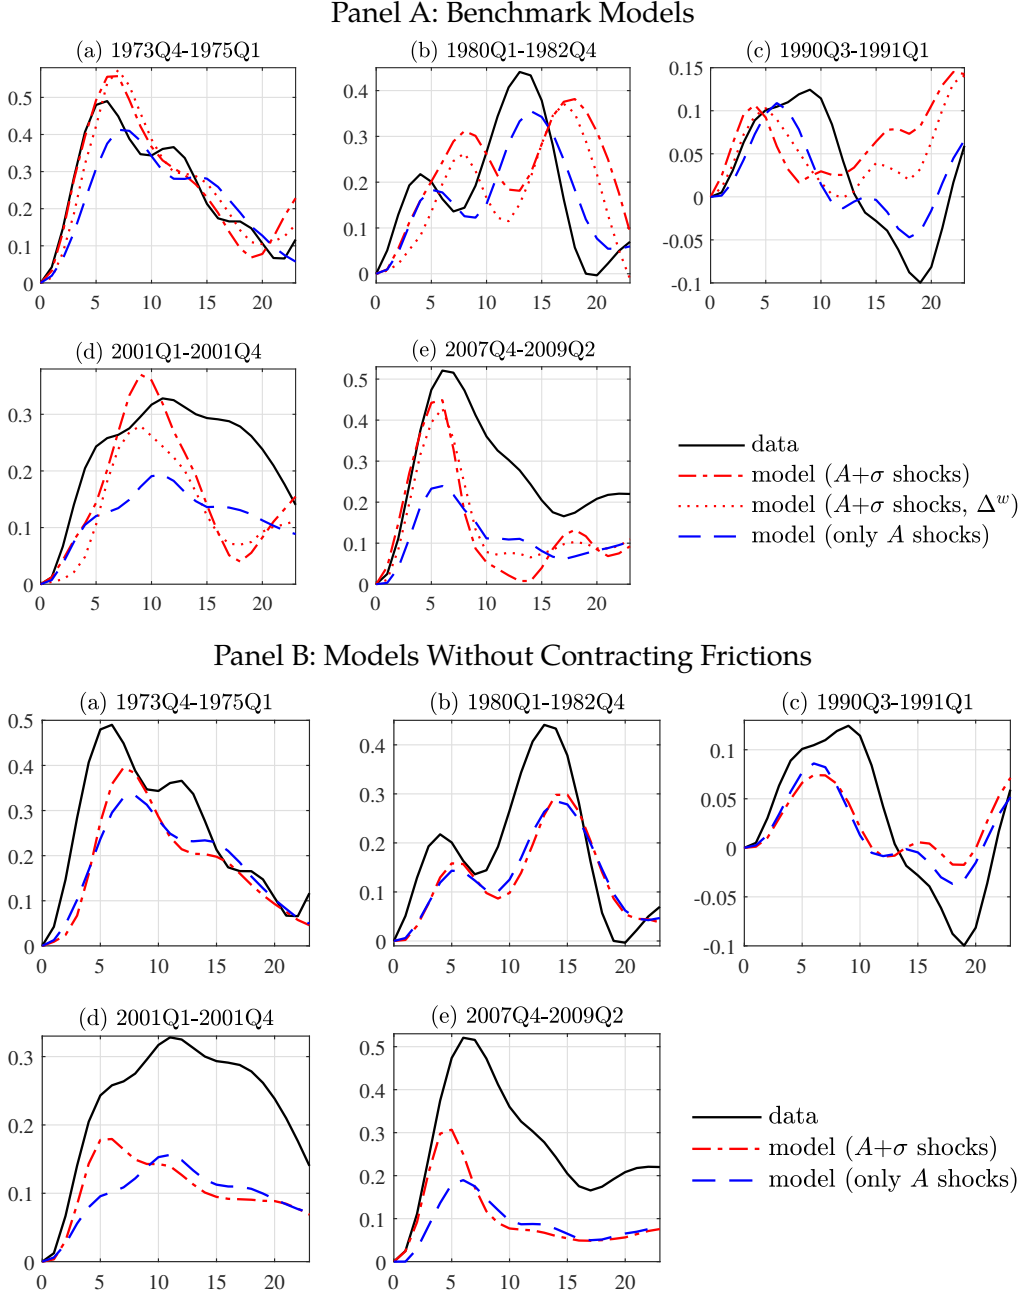 Panel A: Benchmark Models
(a) 1973Q4-1975Q1
0.5
0.4
0.3
0.2
0.1
0
0 5 10 15 20
(b) 1980Q1-1982Q4
0.4
0.3
0.2
0.1
0
0 5 10 15 20
(c) 1990Q3-1991Q1
0.15
0.1
0.05
0
-0.05
-0.1
0 5 10 15 20
(d) 2001Q1-2001Q4
0.3
0.2
0.1
0
0 5 10 15 20
(e) 2007Q4-2009Q2
0.5
0.4
0.3
0.2
0.1
0
0 5 10 15 20
data
model (A+σ shocks)
model (A+σ shocks, Δ^w)
model (only A shocks)
Panel B: Models Without Contracting Frictions
(a) 1973Q4-1975Q1
0.5
0.4
0.3
0.2
0.1
0
0 5 10 15 20
(b) 1980Q1-1982Q4
0.4
0.3
0.2
0.1
0
0 5 10 15 20
(c) 1990Q3-1991Q1
0.1
0.05
0
-0.05
-0.1
0 5 10 15 20
(d) 2001Q1-2001Q4
0.3
0.2
0.1
0
0 5 10 15 20
(e) 2007Q4-2009Q2
0.5
0.4
0.3
0.2
0.1
0
0 5 10 15 20
data
model (A+σ shocks)
model (only A shocks)